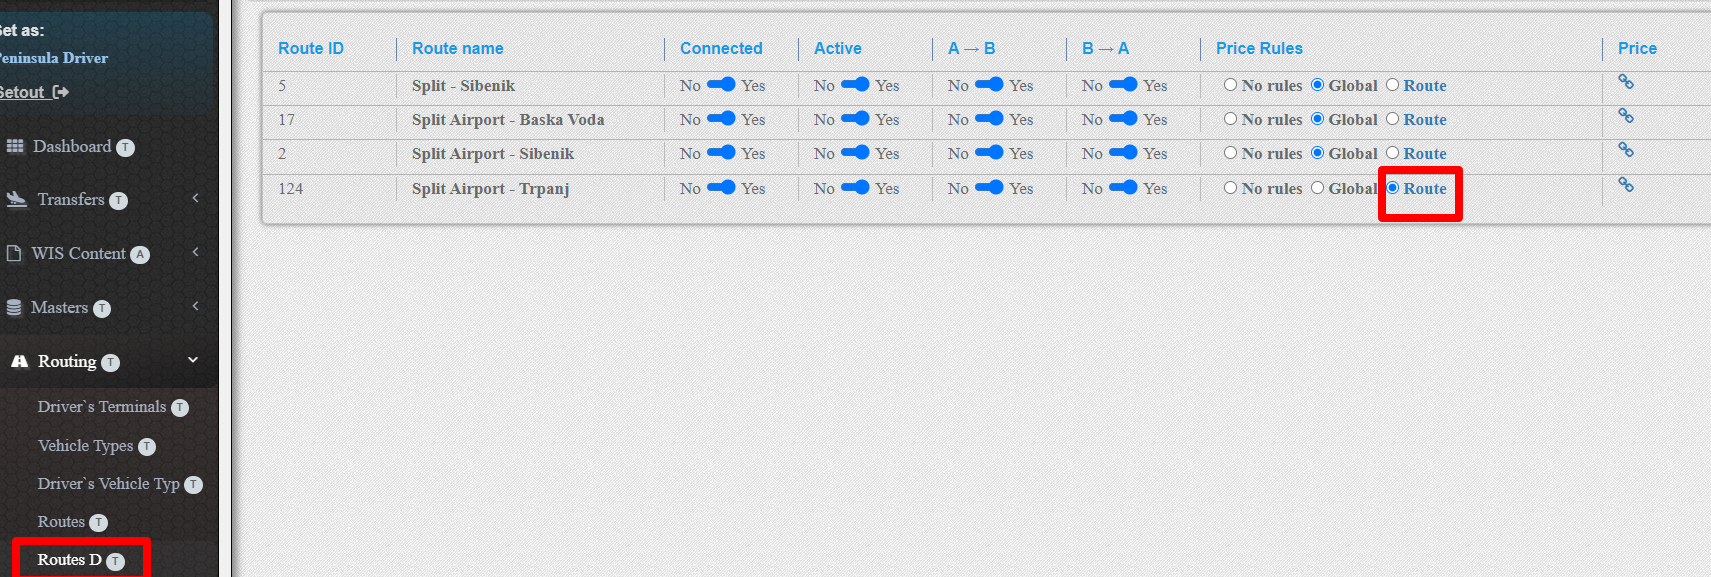 Set as:
Peninsula Driver
Setout
Dashboard T
Transfers T
WIS Content A
Masters T
Routing T
Driver`s Terminals T
Vehicle Types T
Driver`s Vehicle Typ T
Routes T
Routes D T
Route ID Route name Connected Active A → B B → A Price Rules Price
5 Split - Sibenik No Yes No Yes No Yes No Yes No rules Global Route
17 Split Airport - Baska Voda No Yes No Yes No Yes No Yes No rules Global Route
2 Split Airport - Sibenik No Yes No Yes No Yes No Yes No rules Global Route
124 Split Airport - Trpanj No Yes No Yes No Yes No Yes No rules Global Route